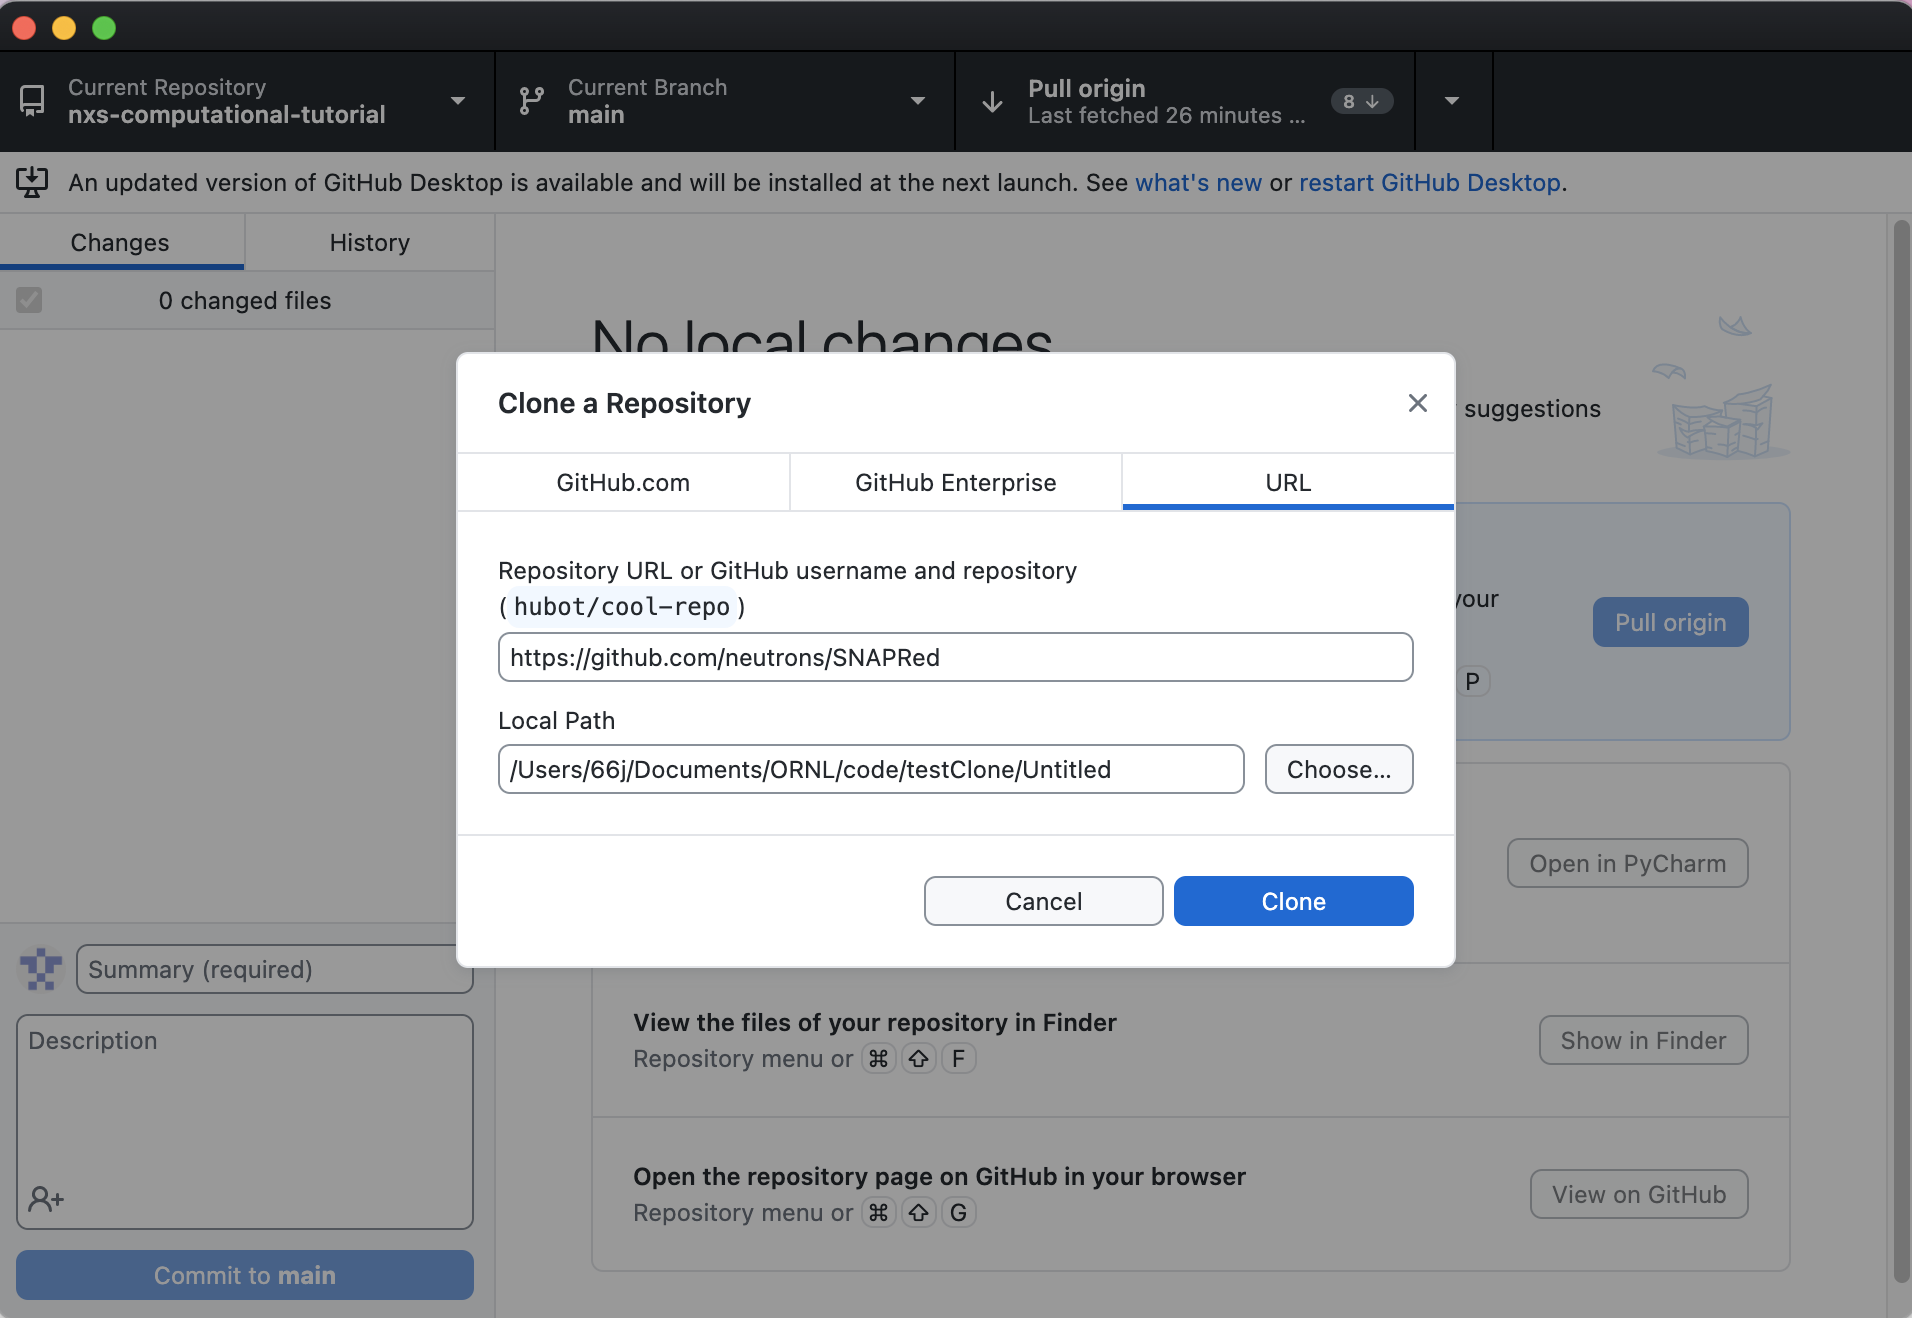 Current Repository
nxs-computational-tutorial
Current Branch
main
Pull origin
Last fetched 26 minutes ...
8
An updated version of GitHub Desktop is available and will be installed at the next launch. See what's new or restart GitHub Desktop.
Changes
History
0 changed files
No local changes
suggestions
Clone a Repository
GitHub.com
GitHub Enterprise
URL
Repository URL or GitHub username and repository
(hubot/cool-repo)
https://github.com/neutrons/SNAPRed
Local Path
/Users/66j/Documents/ORNL/code/testClone/Untitled
Choose...
Cancel
Clone
your
Pull origin
P
Open in PyCharm
View the files of your repository in Finder
Repository menu or ⌘ ⇧ F
Show in Finder
Open the repository page on GitHub in your browser
Repository menu or ⌘ ⇧ G
View on GitHub
Summary (required)
Description
Commit to main